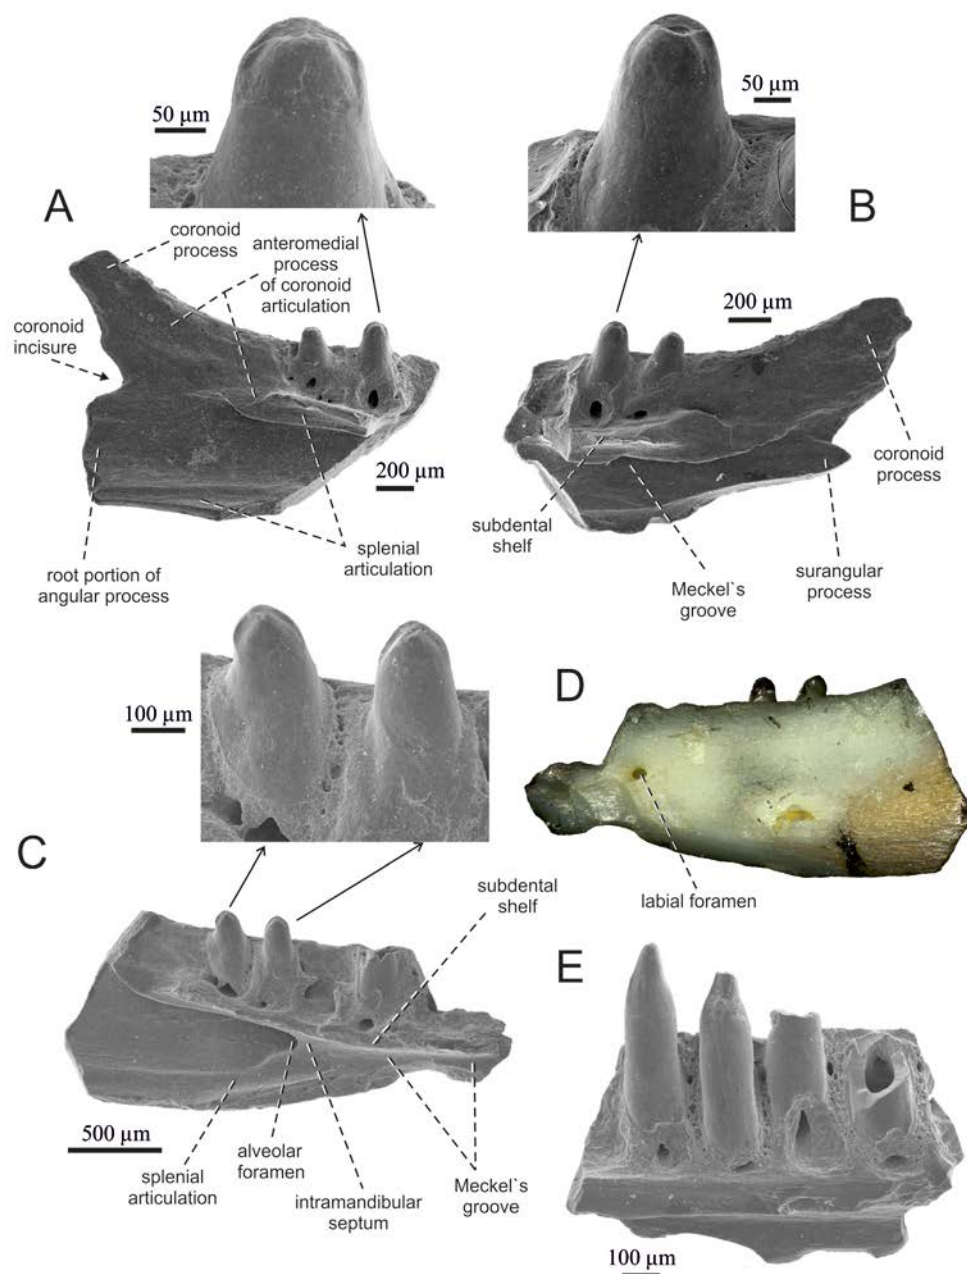 50 µm
50 µm
A
B
coronoid
process
anteromedial
process
of coronoid
articulation
coronoid
incisure
200 µm
200 µm
root portion of
angular process
splenial
articulation
subdental
shelf
Meckel`s
groove
coronoid
process
surangular
process
100 µm
D
labial foramen
C
subdental
shelf
E
500 µm
splenial
articulation
alveolar
foramen
intramandibular
septum
Meckel`s
groove
100 µm